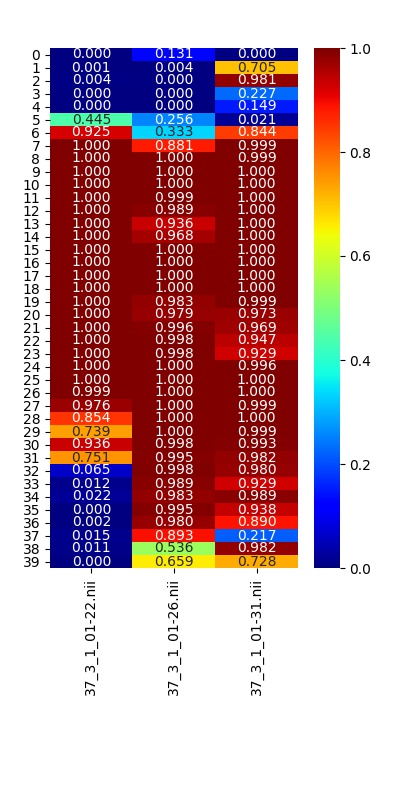 0 0.000 0.131 0.000 1.0
1 0.001 0.004 0.705
2 0.004 0.000 0.981
3 0.000 0.000 0.227
4 0.000 0.000 0.149
5 0.445 0.256 0.021
6 0.925 0.333 0.844
7 1.000 0.881 0.999
8 1.000 1.000 0.999 0.8
9 1.000 1.000 1.000
10 1.000 1.000 1.000
11 1.000 0.999 1.000
12 1.000 0.989 1.000
13 1.000 0.936 1.000
14 1.000 0.968 1.000
15 1.000 1.000 1.000
16 1.000 1.000 1.000 0.6
17 1.000 1.000 1.000
18 1.000 1.000 1.000
19 1.000 0.983 0.999
20 1.000 0.979 0.973
21 1.000 0.996 0.969
22 1.000 0.998 0.947
23 1.000 0.998 0.929
24 1.000 1.000 0.996 0.4
25 1.000 1.000 1.000
26 0.999 1.000 1.000
27 0.976 1.000 0.999
28 0.854 1.000 1.000
29 0.739 1.000 0.999
30 0.936 0.998 0.993
31 0.751 0.995 0.982
32 0.065 0.998 0.980 0.2
33 0.012 0.989 0.929
34 0.022 0.983 0.989
35 0.000 0.995 0.938
36 0.002 0.980 0.890
37 0.015 0.893 0.217
38 0.011 0.536 0.982
39 0.000 0.659 0.728 0.0
37_3_1_01-22.nii
37_3_1_01-26.nii
37_3_1_01-31.nii